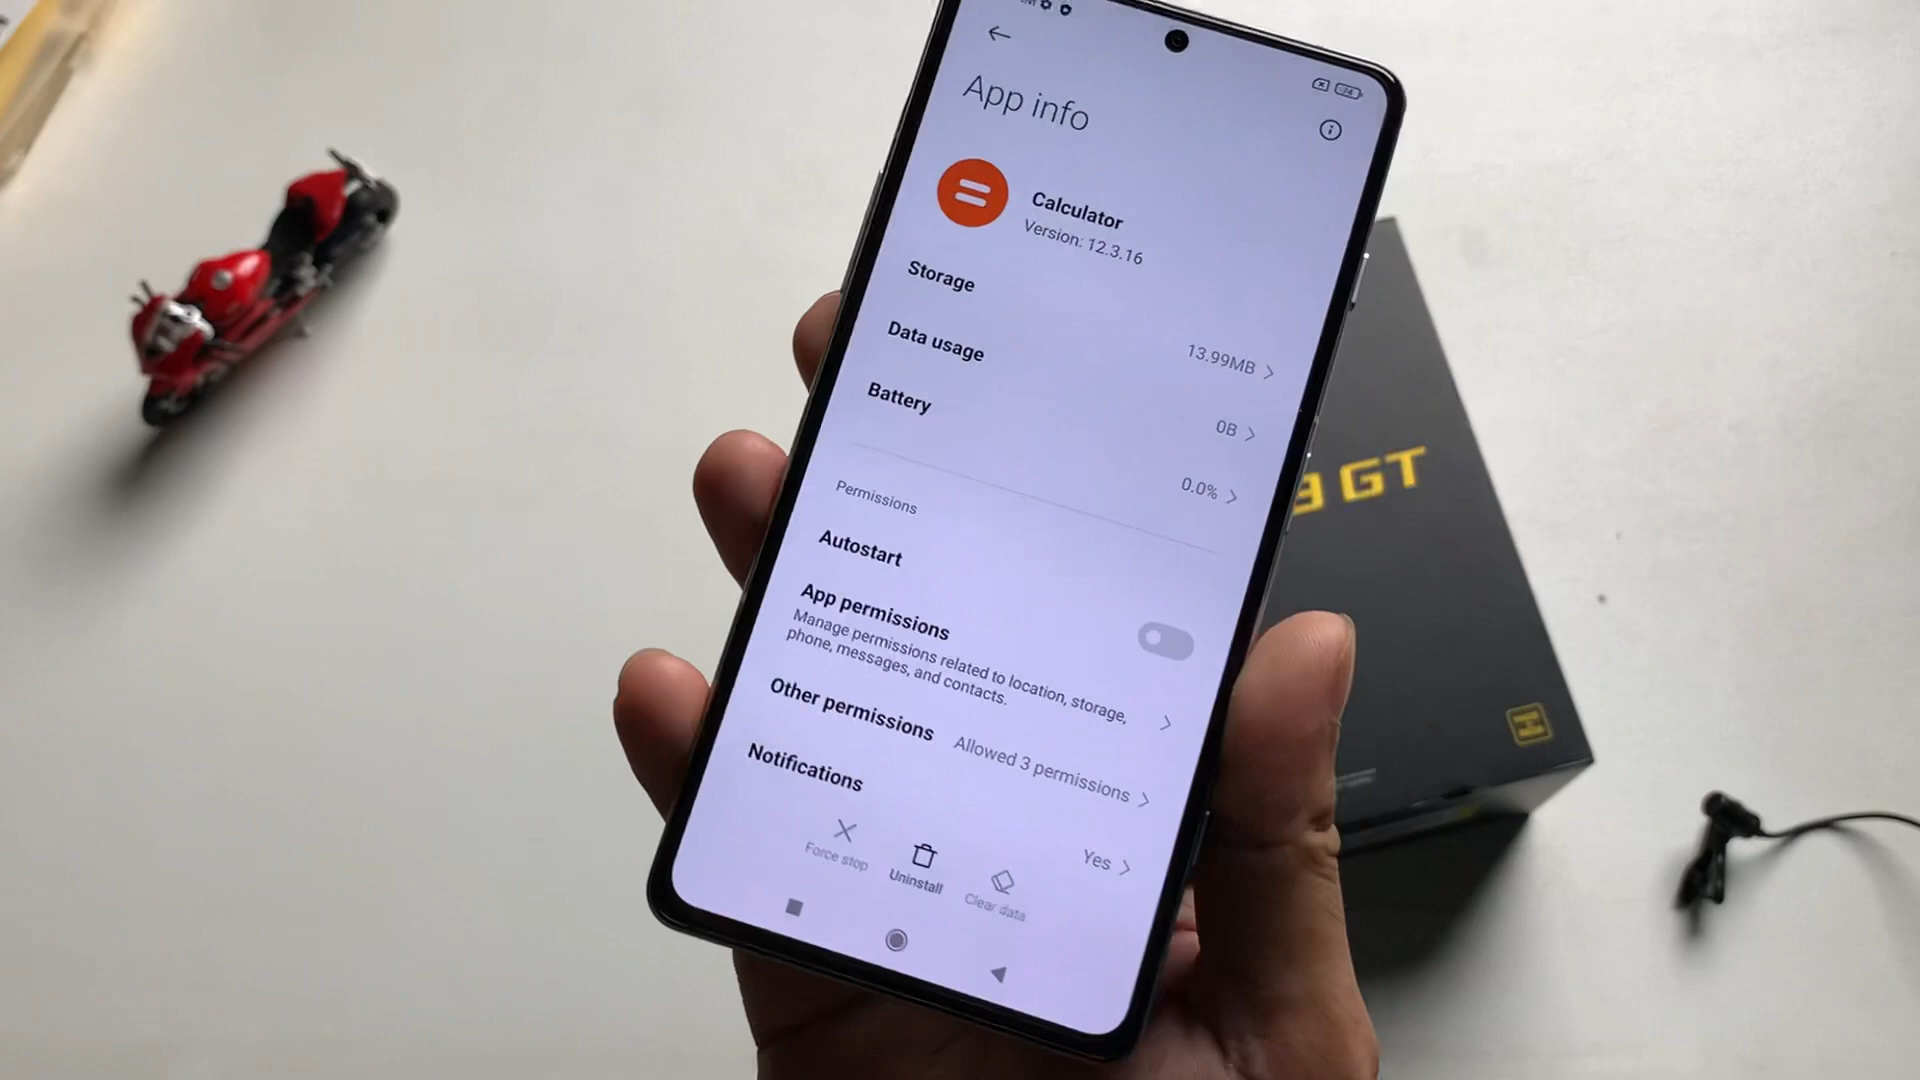 App info
Calculator
Version: 12.3.16
Storage
13.99MB
Data usage
0B
Battery
0.0%
Permissions
Autostart
App permissions
Manage permissions related to location, storage,
phone, messages, and contacts.
Other permissions
Allowed 3 permissions
Notifications
Yes
Force stop
Uninstall
Clear data
GT